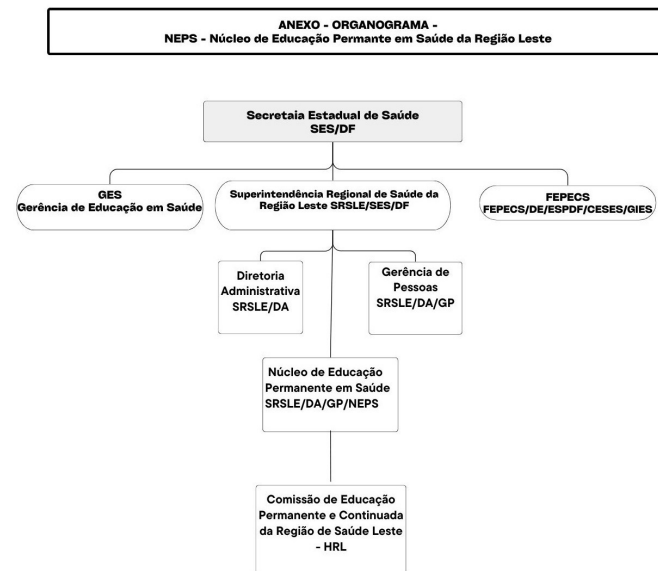 ANEXO - ORGANOGRAMA -
NEPS - Núcleo de Educação Permante em Saúde da Região Leste
Secretaia Estadual de Saúde
SES/DF
GES
Gerência de Educação em Saúde
Superintendência Regional de Saúde da
Região Leste SRSLE/SES/DF
FEPECS
FEPECS/DE/ESPDF/CESES/GIES
Diretoria
Administrativa
SRSLE/DA
Gerência de
Pessoas
SRSLE/DA/GP
Núcleo de Educação
Permanente em Saúde
SRSLE/DA/GP/NEPS
Comissão de Educação
Permanente e Continuada
da Região de Saúde Leste
- HRL